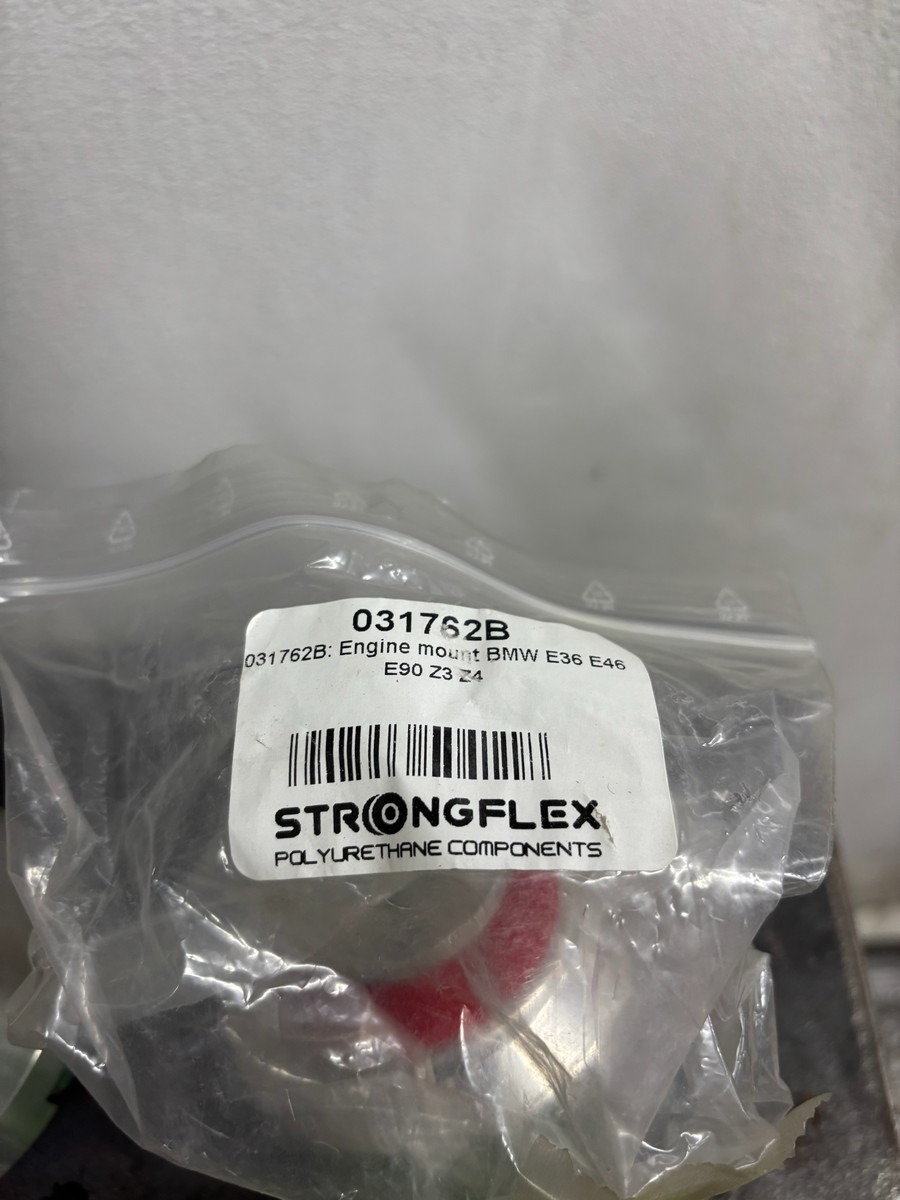 031762B
031762B: Engine mount BMW E36 E46
E90 Z3 Z4
STRONGFLEX
POLYURETHANE COMPONENTS